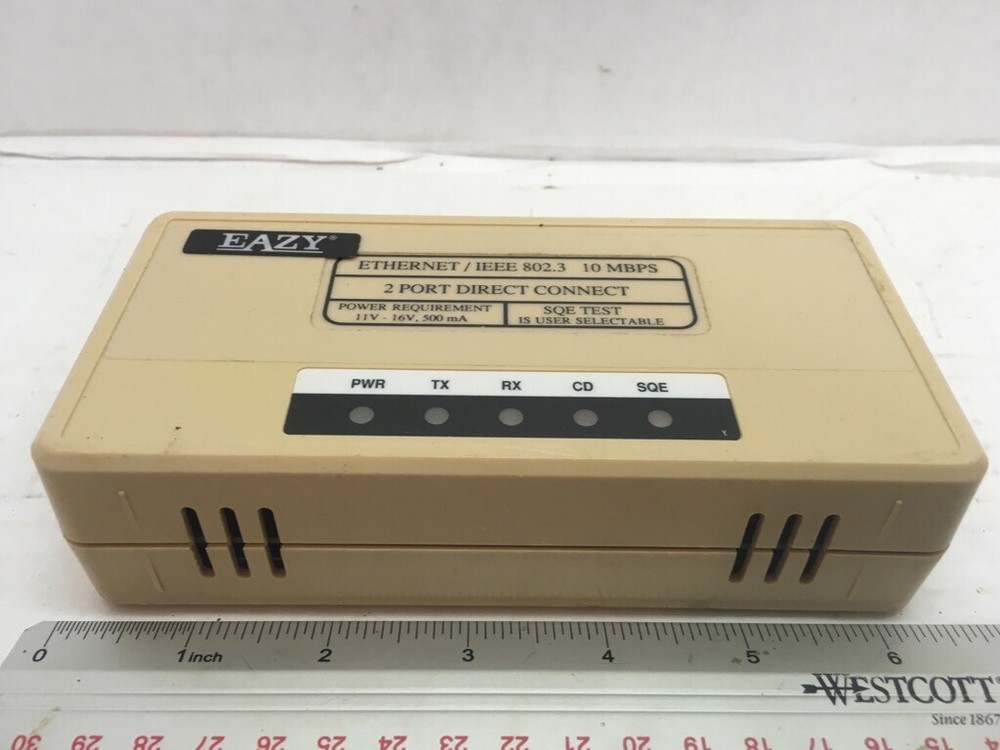 EAZY®
ETHERNET / IEEE 802.3 10 MBPS
2 PORT DIRECT CONNECT
POWER REQUIREMENT
11V - 16V, 500 mA
SQE TEST
IS USER SELECTABLE
PWR TX RX CD SQE
Y
0 1 inch 2 3 4 5 6
WESTCOTT®
Since 1867
30 29 28 27 26 25 24 23 22 21 20 19 18 17 16 15 14